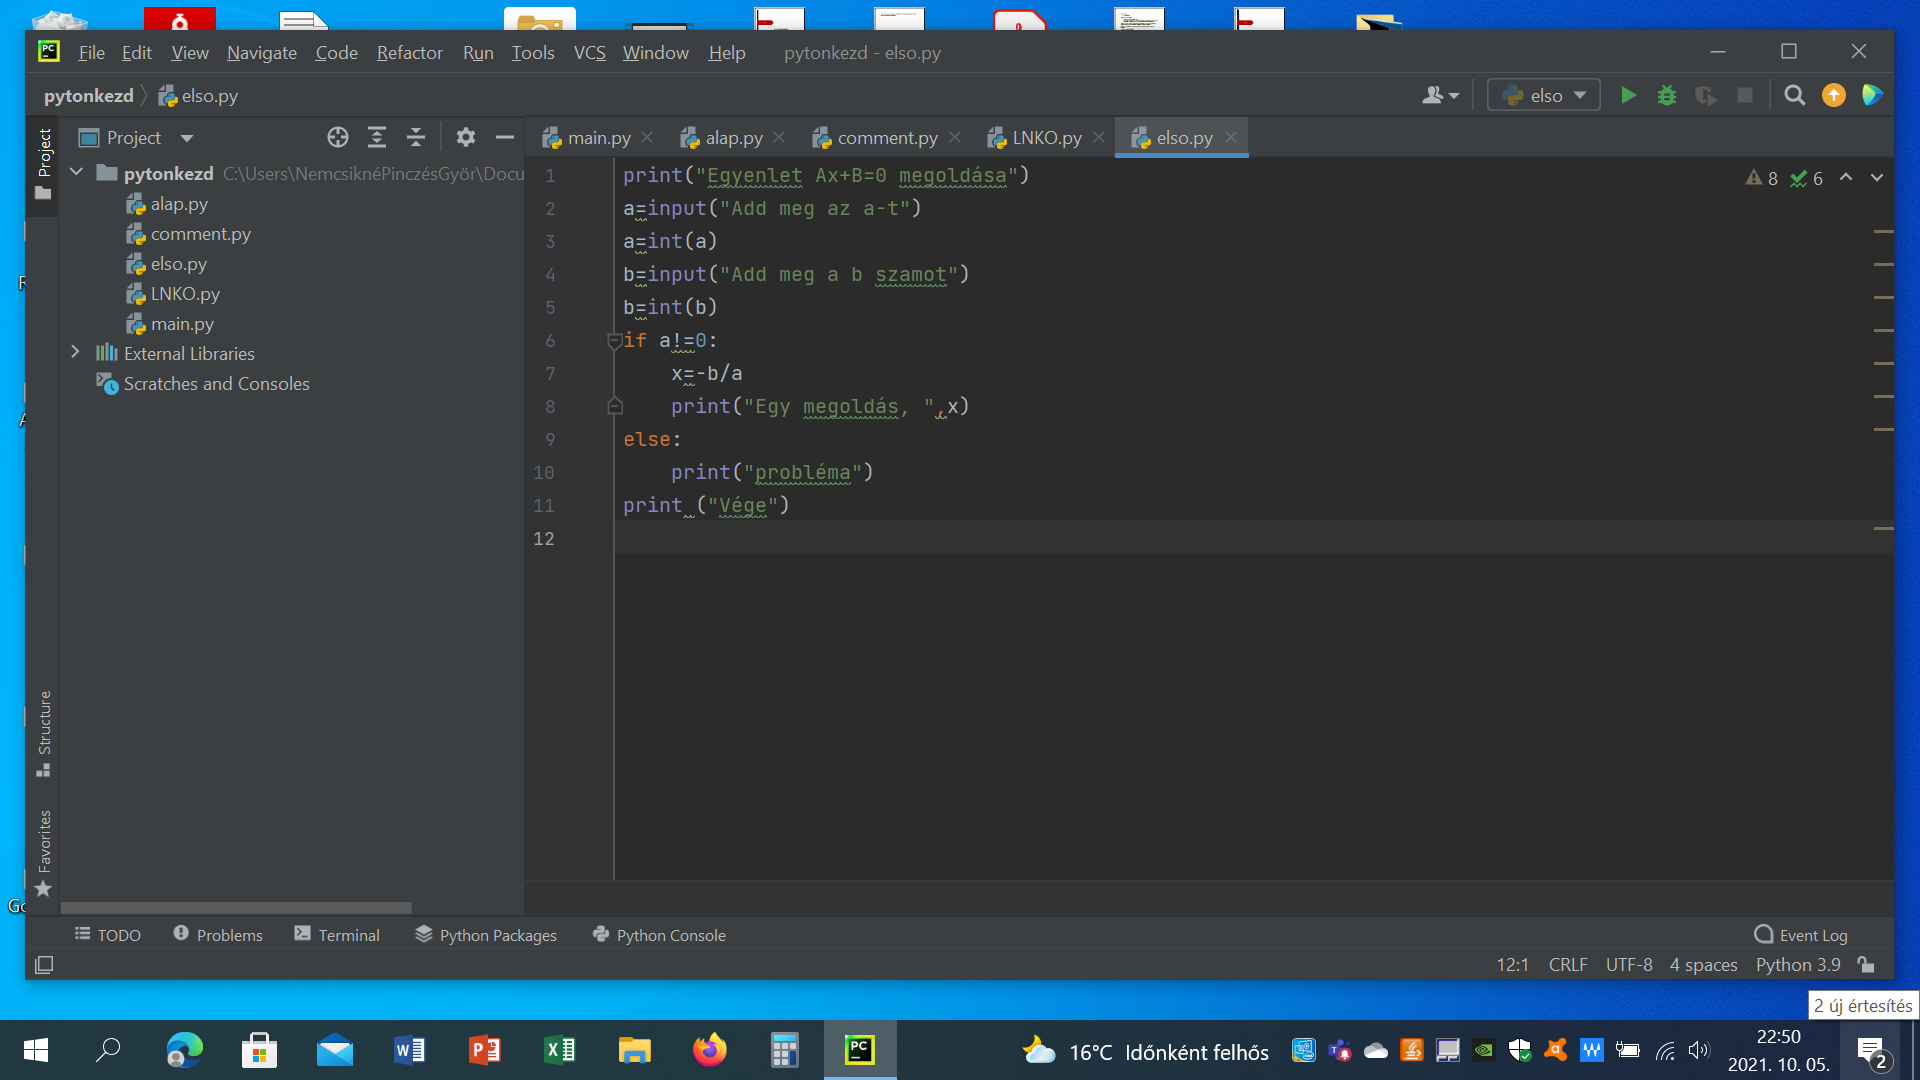 File Edit View Navigate Code Refactor Run Tools VCS Window Help pytonkezd - elso.py
pytonkezd elso.py elso
Project
Project
main.py alap.py comment.py LNKO.py elso.py
pytonkezd C:\Users\NemcsiknéPinczésGyör\Docu
alap.py
comment.py
elso.py
LNKO.py
main.py
External Libraries
Scratches and Consoles
8 6
1 print("Egyenlet Ax+B=0 megoldása")
2 a=input("Add meg az a-t")
3 a=int(a)
4 b=input("Add meg a b szamot")
5 b=int(b)
6 if a!=0:
7     x=-b/a
8     print("Egy megoldás, ",x)
9 else:
10     print("probléma")
11 print ("Vége")
12
Structure
Favorites
TODO Problems Terminal Python Packages Python Console Event Log
12:1 CRLF UTF-8 4 spaces Python 3.9
2 új értesítés
16°C Időnként felhős
22:50
2021. 10. 05.
2